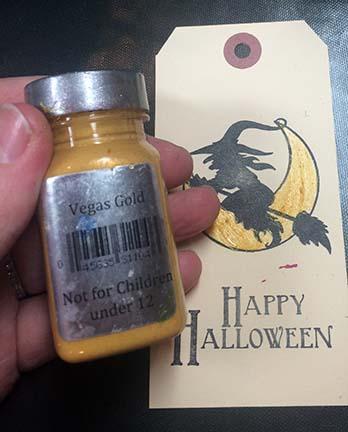 Vegas Gold
Not for Children
under 12
HAPPY
HALLOWEEN